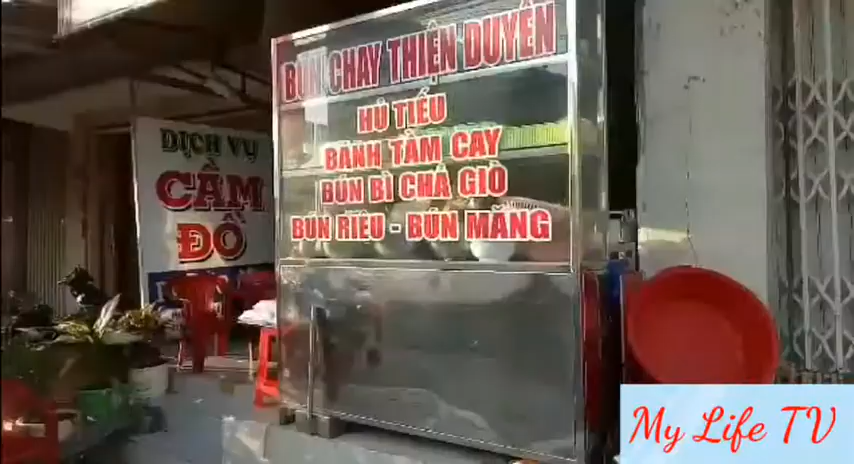 BÚN CHAY THIỆN DUYÊN
HỦ TIẾU
BÁNH TẰM CAY
BÚN BÌ CHẢ GIÒ
BÚN RIÊU - BÚN MĂNG
DỊCH VỤ
CẦM
ĐỒ
My Life TV